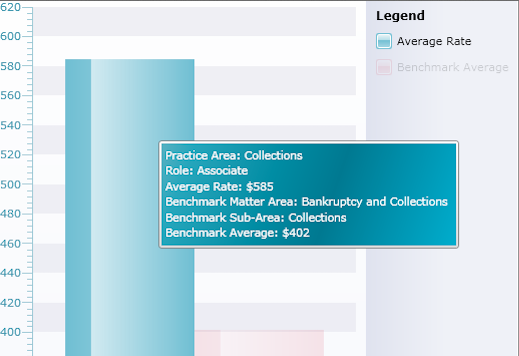 620
600
580
560
540
520
500
480
460
440
420
400
Legend
Average Rate
Benchmark Average
Practice Area: Collections
Role: Associate
Average Rate: $585
Benchmark Matter Area: Bankruptcy and Collections
Benchmark Sub-Area: Collections
Benchmark Average: $402